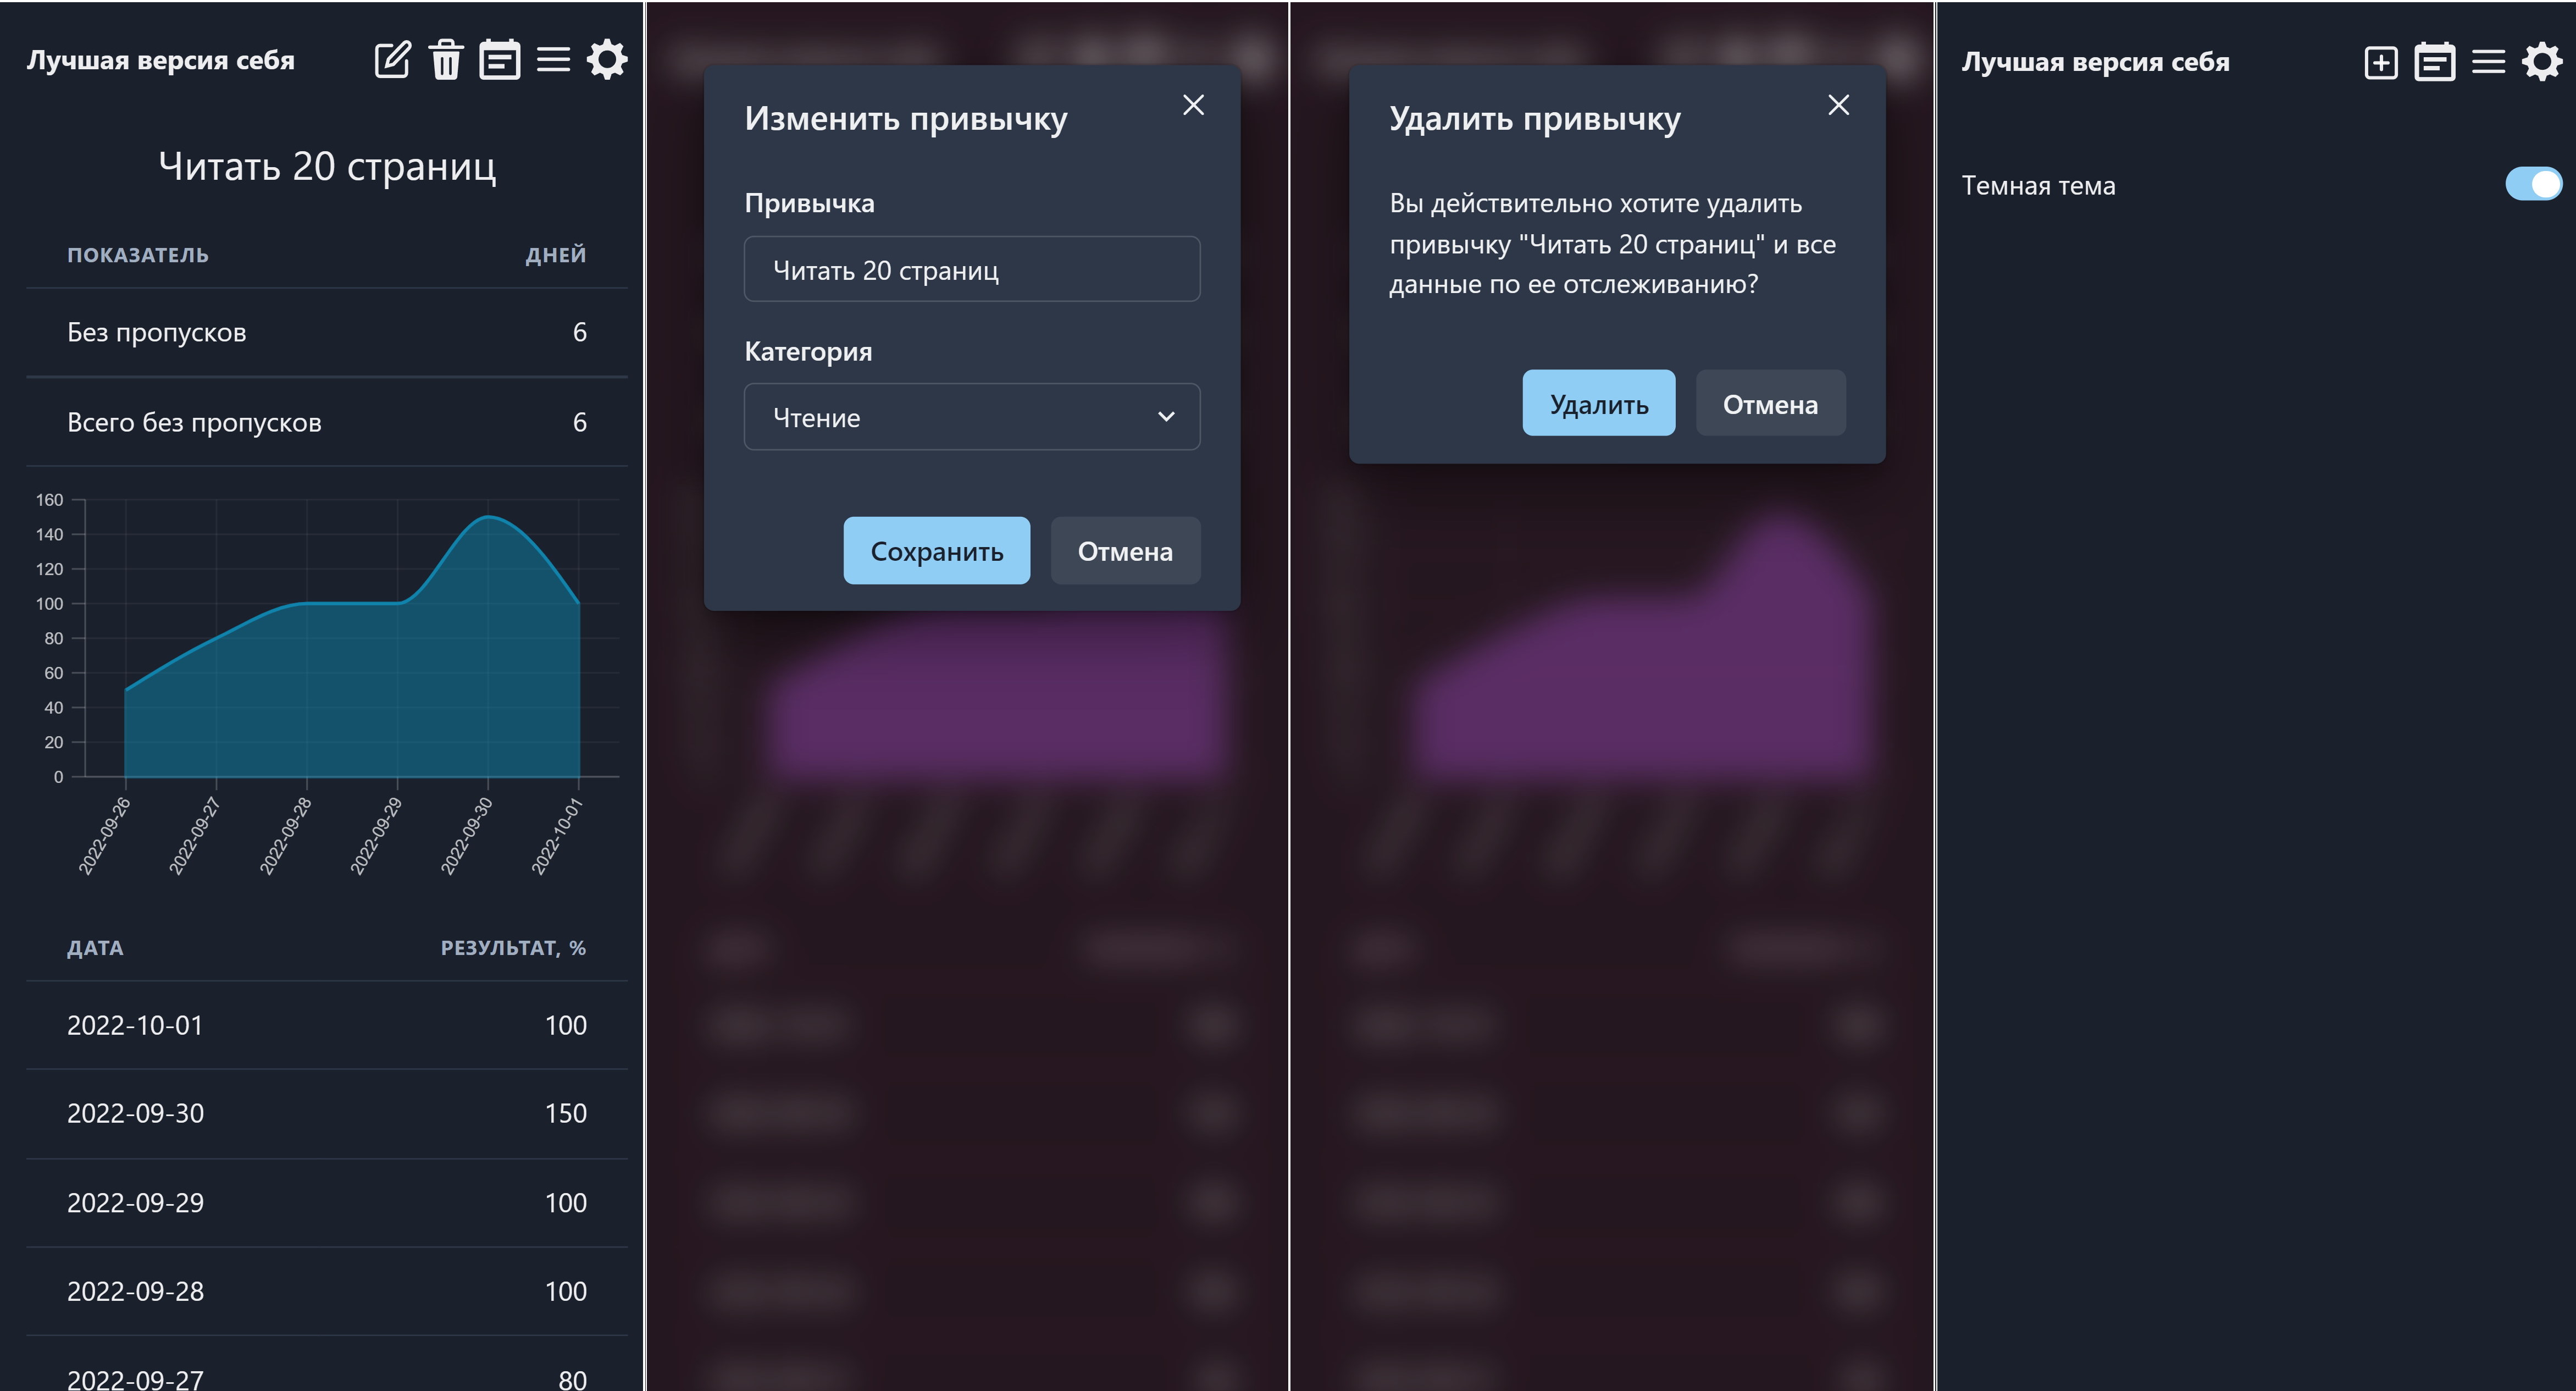 Лучшая версия себя
Читать 20 страниц
ПОКАЗАТЕЛЬ ДНЕЙ
Без пропусков 6
Всего без пропусков 6
160
140
120
100
80
60
40
20
0
2022-09-26 2022-09-27 2022-09-28 2022-09-29 2022-09-30 2022-10-01
ДАТА РЕЗУЛЬТАТ, %
2022-10-01 100
2022-09-30 150
2022-09-29 100
2022-09-28 100
2022-09-27 80
Изменить привычку
Привычка
Читать 20 страниц
Категория
Чтение
Сохранить Отмена
Удалить привычку
Вы действительно хотите удалить
привычку "Читать 20 страниц" и все
данные по ее отслеживанию?
Удалить Отмена
Лучшая версия себя
Темная тема